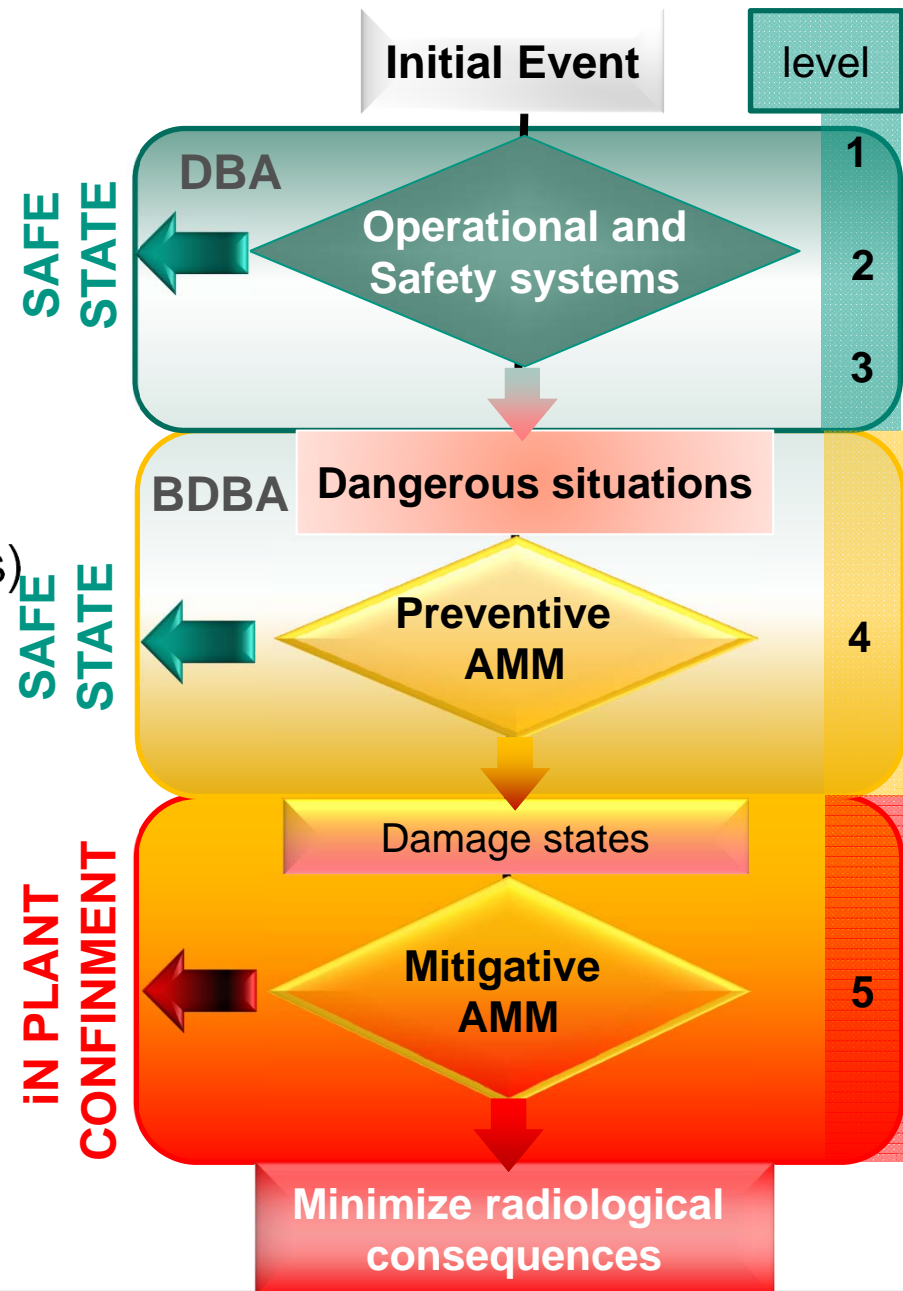 Initial Event
level
DBA
1
SAFE
STATE
Operational and
Safety systems
2
3
BDBA
Dangerous situations
s)
SAFE
STATE
Preventive
AMM
4
Damage states
iN PLANT
CONFINMENT
Mitigative
AMM
5
Minimize radiological
consequences